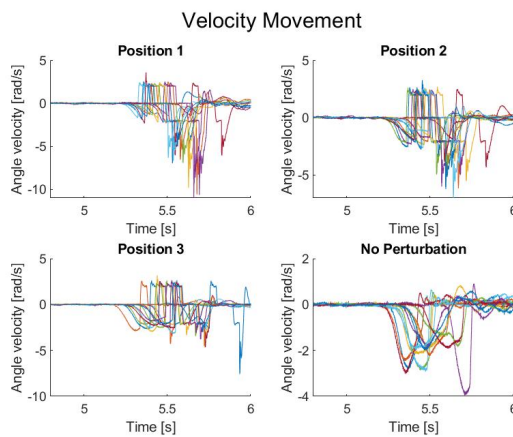 Velocity Movement
Position 1
Angle velocity [rad/s]
5
0
-5
-10
5
5.5
6
Time [s]
Position 2
Angle velocity [rad/s]
5
0
-5
5
5.5
6
Time [s]
Position 3
Angle velocity [rad/s]
5
0
-5
-10
5
5.5
6
Time [s]
No Perturbation
Angle velocity [rad/s]
2
0
-2
-4
5
5.5
6
Time [s]